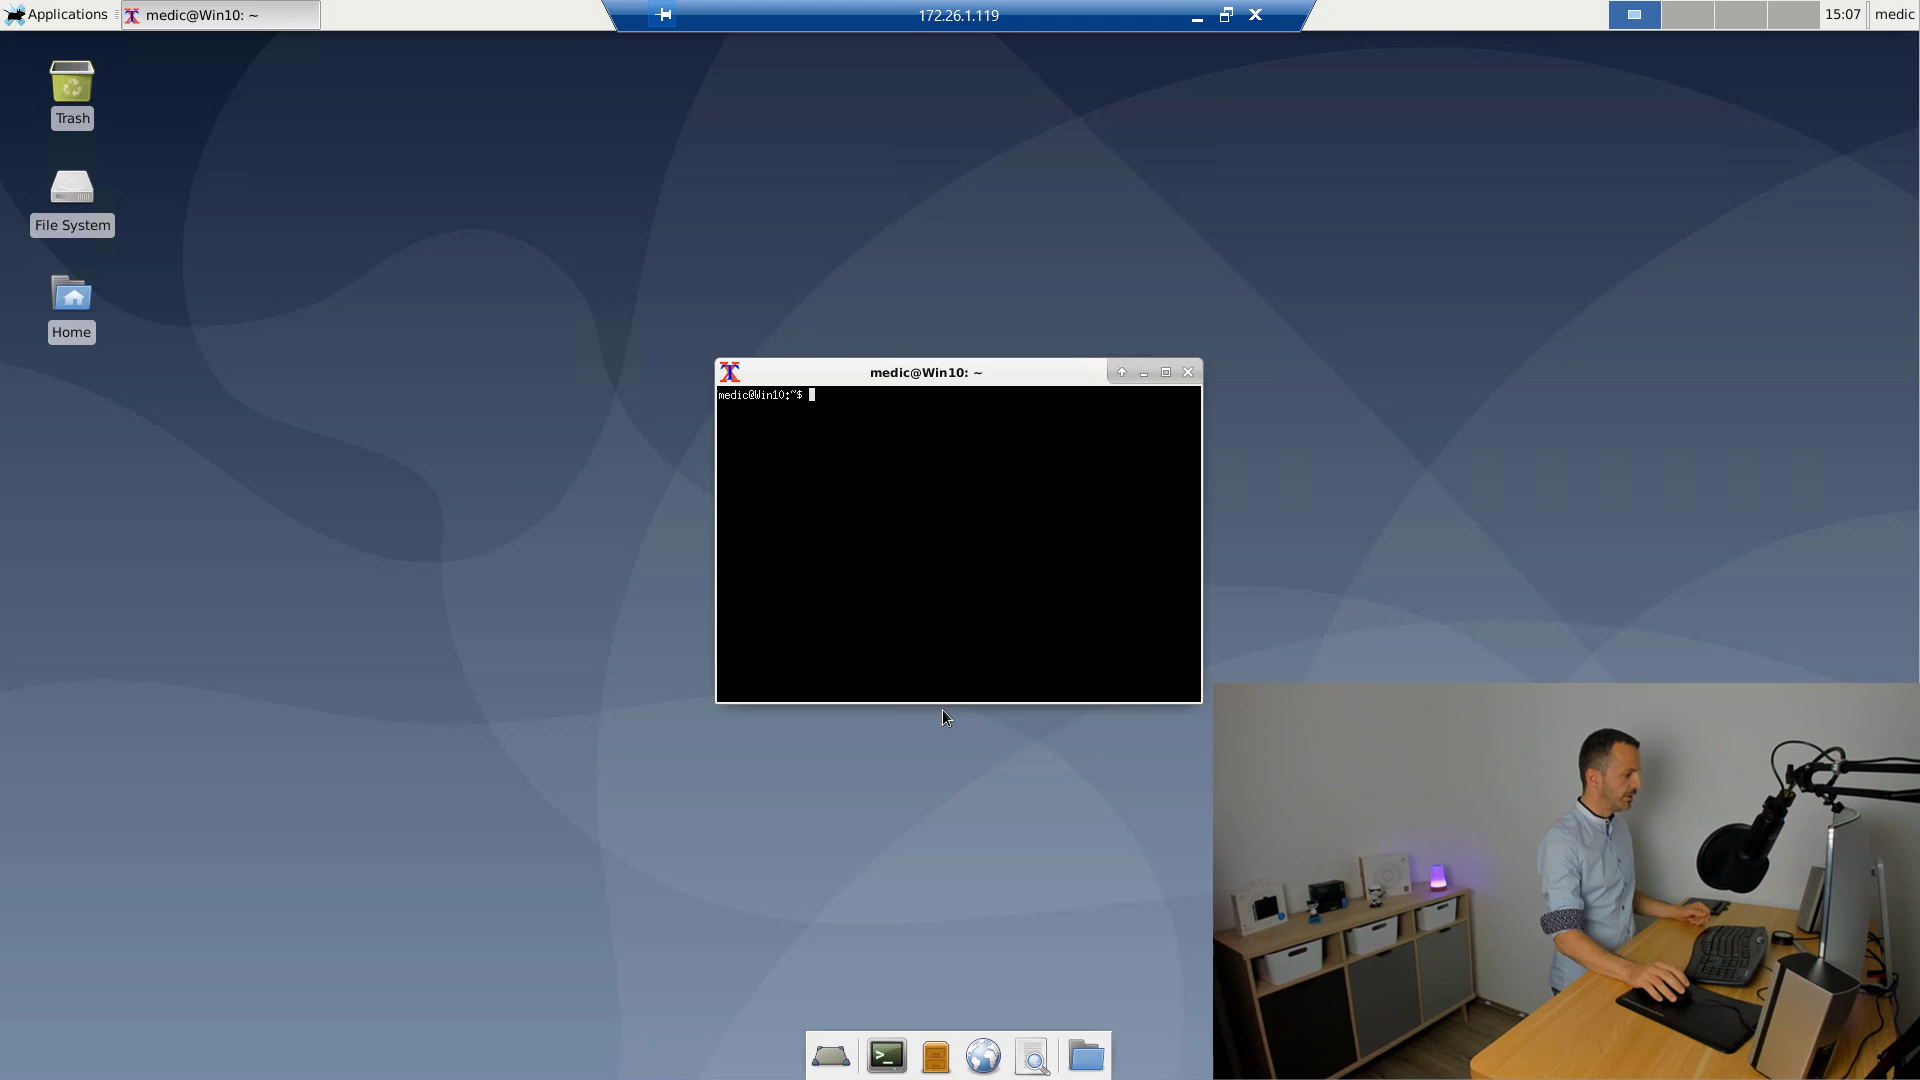 Applications
medic@Win10: ~
172.26.1.119
15:07
medic
Trash
File System
Home
medic@Win10: ~
medic@Win10:~$
>_